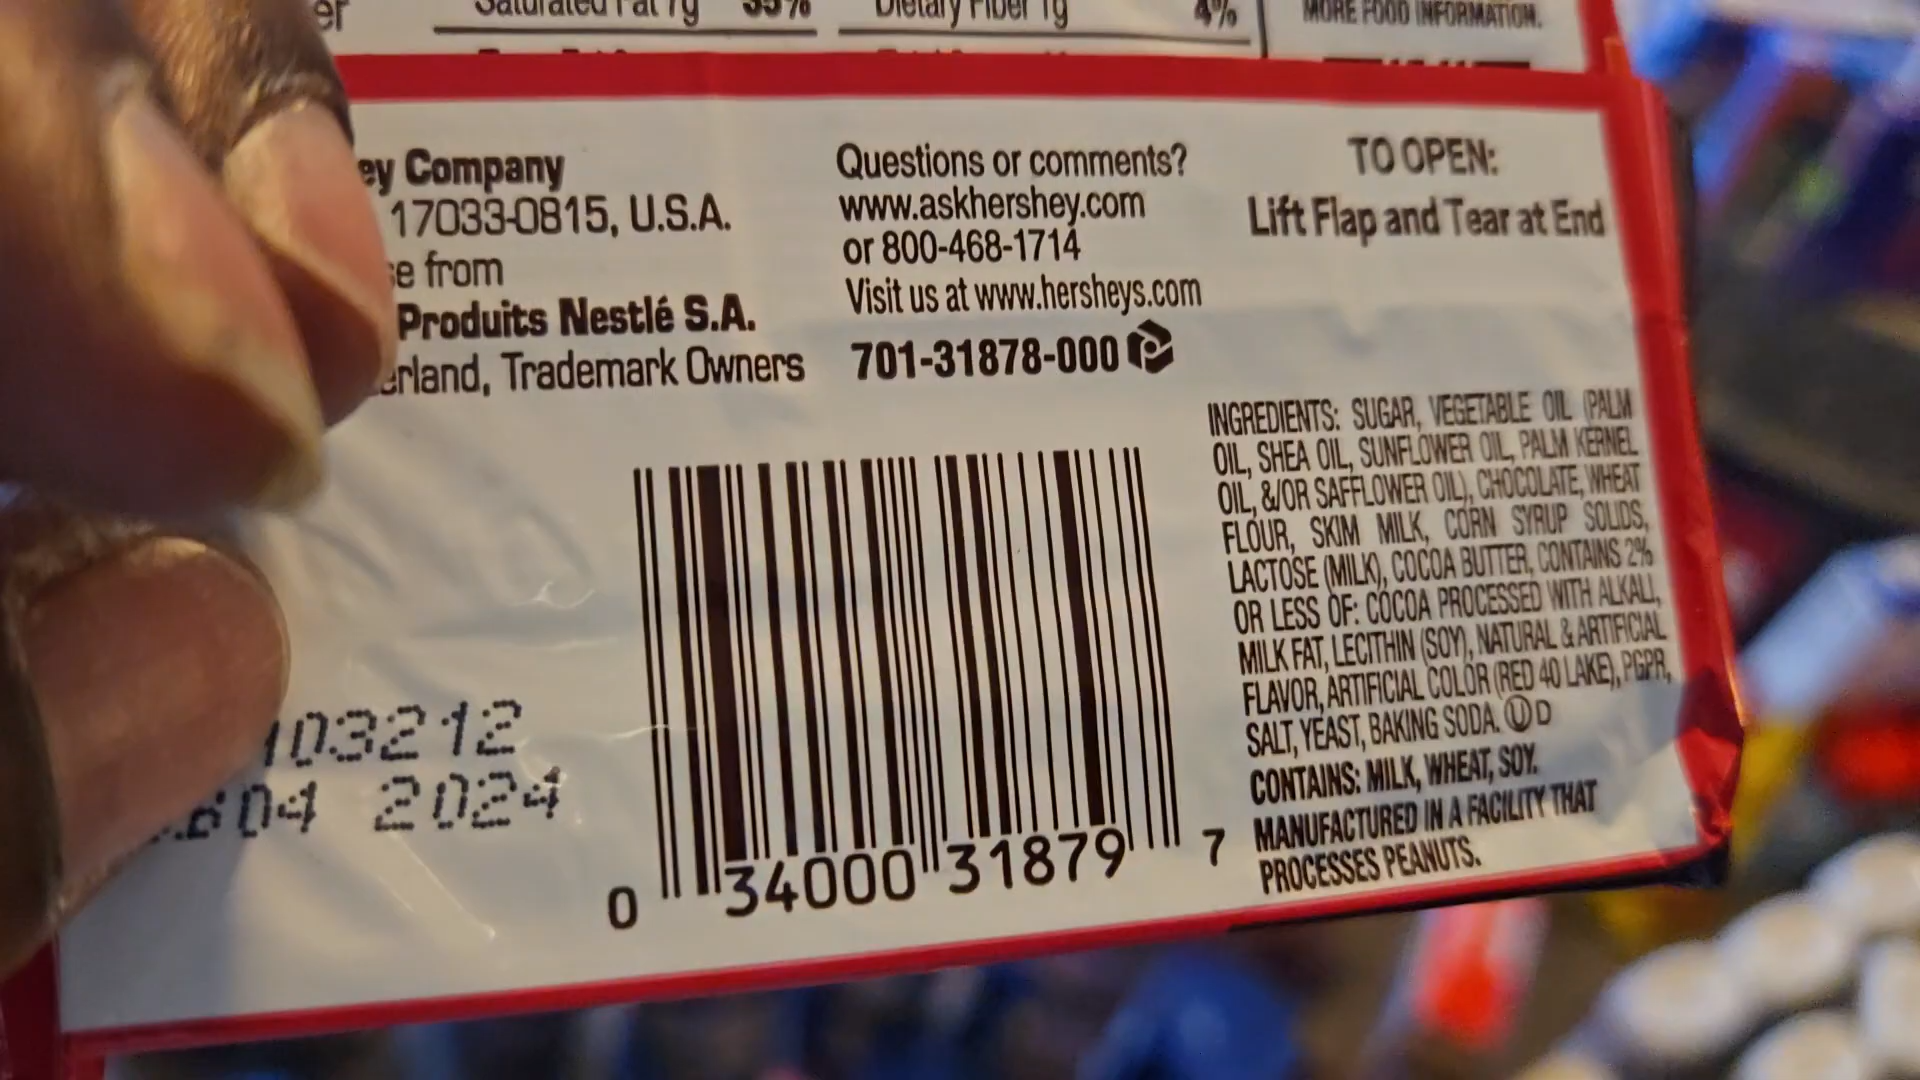 Saturated Fat 7g 35%
Dietary Fiber 1g 4%
MORE FOOD INFORMATION.
ey Company
17033-0815, U.S.A.
se from
Produits Nestlé S.A.
erland, Trademark Owners
Questions or comments?
www.askhershey.com
or 800-468-1714
Visit us at www.hersheys.com
701-31878-000
TO OPEN:
Lift Flap and Tear at End
INGREDIENTS: SUGAR, VEGETABLE OIL (PALM
OIL, SHEA OIL, SUNFLOWER OIL, PALM KERNEL
OIL, &/OR SAFFLOWER OIL), CHOCOLATE, WHEAT
FLOUR, SKIM MILK, CORN SYRUP SOLIDS,
LACTOSE (MILK), COCOA BUTTER, CONTAINS 2%
OR LESS OF: COCOA PROCESSED WITH ALKALI,
MILK FAT, LECITHIN (SOY), NATURAL & ARTIFICIAL
FLAVOR, ARTIFICIAL COLOR (RED 40 LAKE), PGPR,
SALT, YEAST, BAKING SODA. Ⓤ D
CONTAINS: MILK, WHEAT, SOY.
MANUFACTURED IN A FACILITY THAT
PROCESSES PEANUTS.
103212
04 2024
0 34000 31879 7